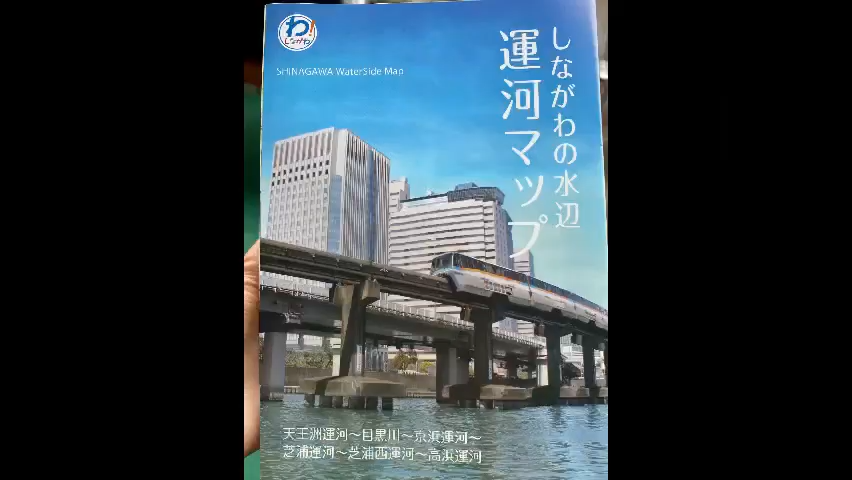 わ!
しながわ
SHINAGAWA WaterSide Map
しながわの水辺
運河マップ
天王洲運河～目黒川～京浜運河～
芝浦運河～芝浦西運河～高浜運河